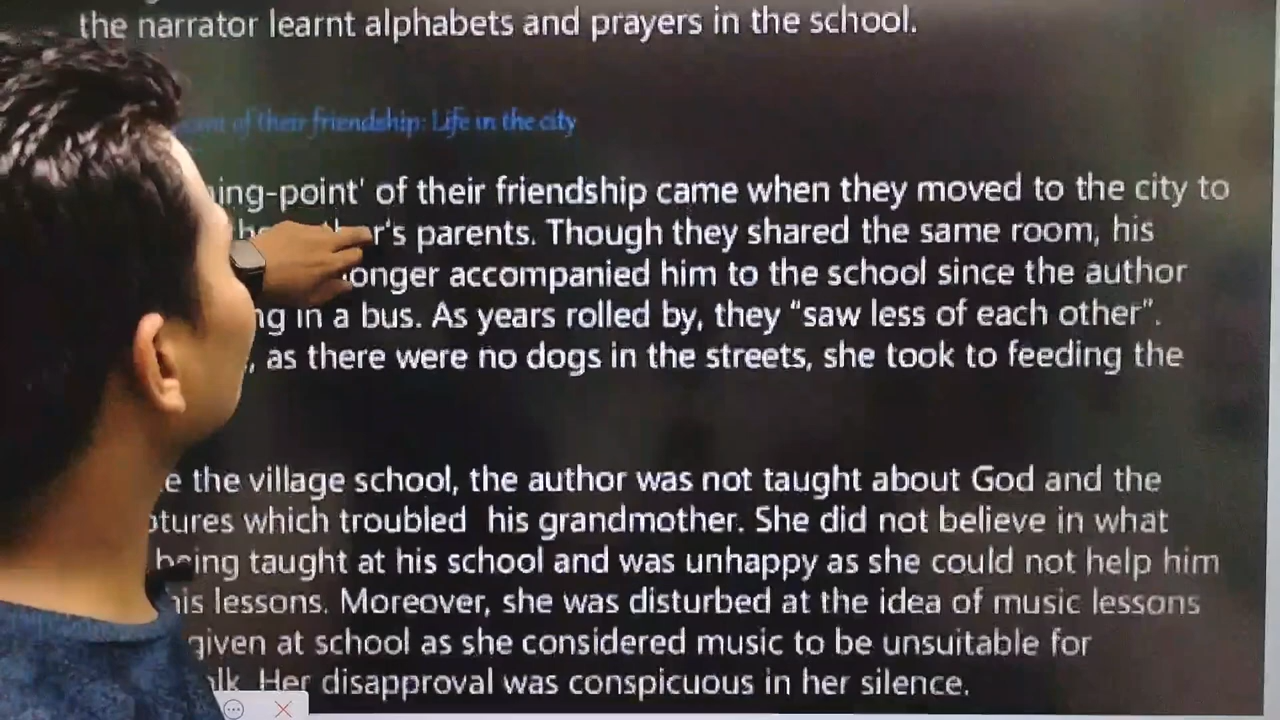 the narrator learnt alphabets and prayers in the school.
of their friendship: Life in the city
of their friendship came when they moved to the city to
parents. Though they shared the same room, his
accompanied him to the school since the author
in a bus. As years rolled by, they “saw less of each other”.
, as there were no dogs in the streets, she took to feeding the
the village school, the author was not taught about God and the
which troubled his grandmother. She did not believe in what
being taught at his school and was unhappy as she could not help him
his lessons. Moreover, she was disturbed at the idea of music lessons
given at school as she considered music to be unsuitable for
Her disapproval was conspicuous in her silence.